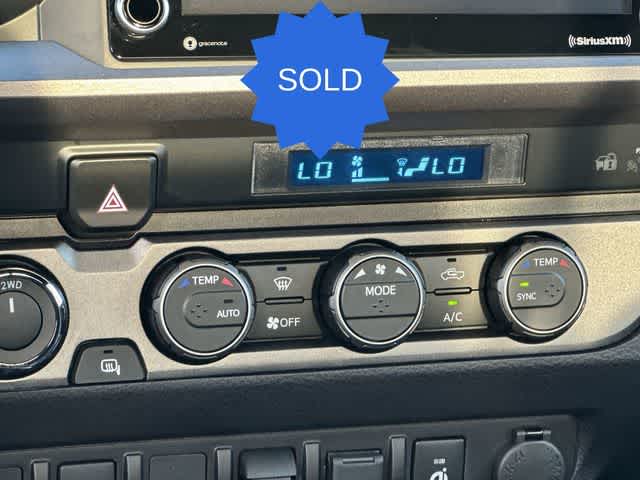 gracenote
SiriusXM
SOLD
LO LO
2WD
TEMP
AUTO
OFF
MODE
A/C
TEMP
SYNC